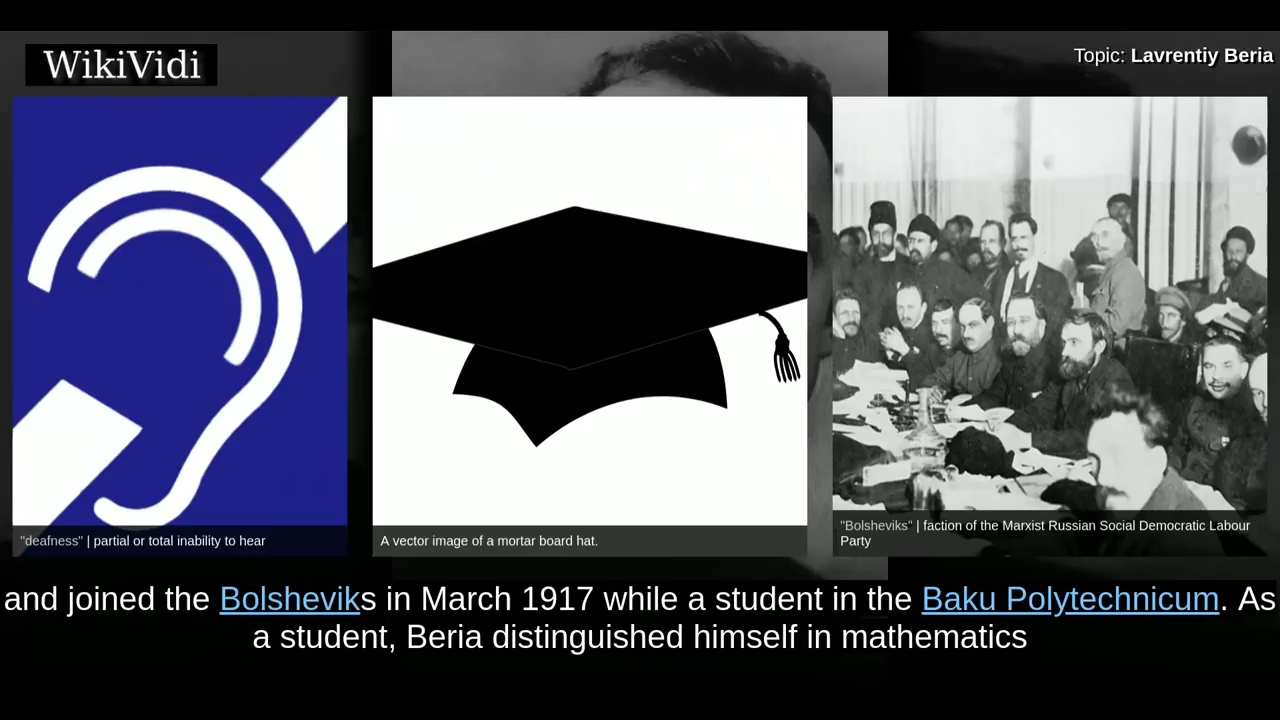 WikiVidi
Topic: Lavrentiy Beria
"deafness" | partial or total inability to hear
A vector image of a mortar board hat.
"Bolsheviks" | faction of the Marxist Russian Social Democratic Labour
Party
and joined the Bolsheviks in March 1917 while a student in the Baku Polytechnicum. As
a student, Beria distinguished himself in mathematics